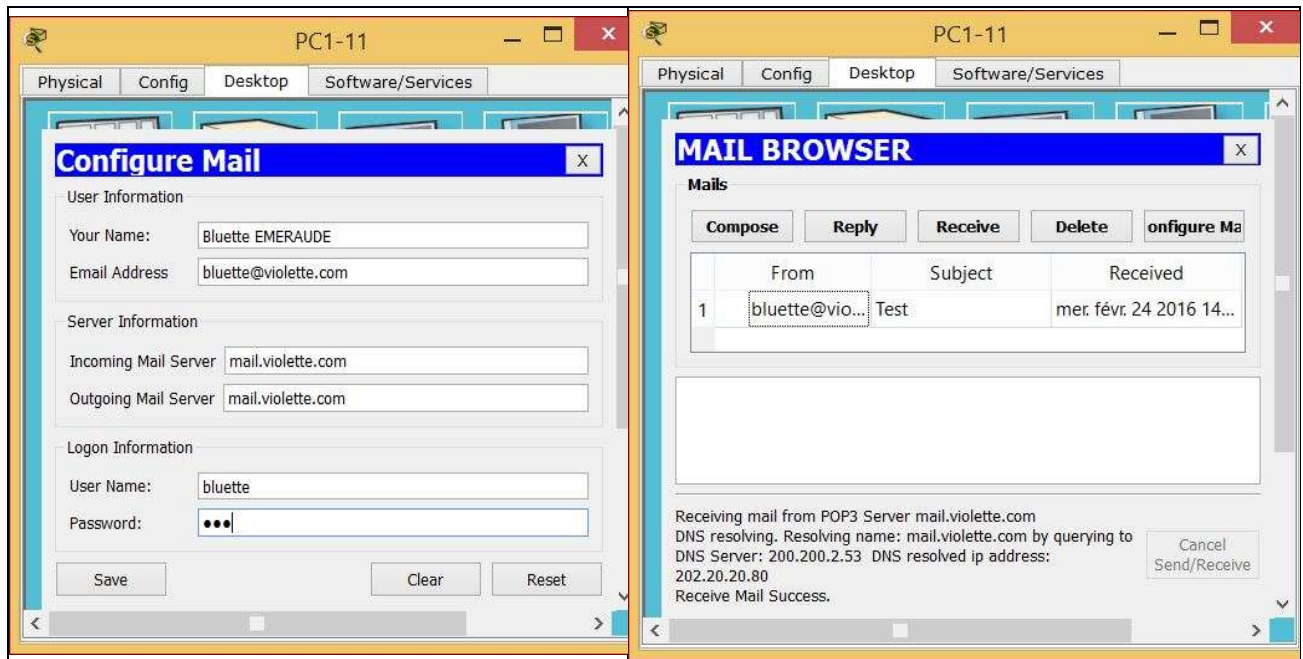 PC1-11
Physical Config Desktop Software/Services
Configure Mail X
User Information
Your Name: Bluette EMERAUDE
Email Address bluette@violette.com
Server Information
Incoming Mail Server mail.violette.com
Outgoing Mail Server mail.violette.com
Logon Information
User Name: bluette
Password: •••
Save Clear Reset
PC1-11
Physical Config Desktop Software/Services
MAIL BROWSER X
Mails
Compose Reply Receive Delete onfigure Ma
From Subject Received
1 bluette@vio... Test mer. févr. 24 2016 14...
Receiving mail from POP3 Server mail.violette.com
DNS resolving. Resolving name: mail.violette.com by querying to
DNS Server: 200.200.2.53 DNS resolved ip address:
202.20.20.80
Receive Mail Success.
Cancel
Send/Receive